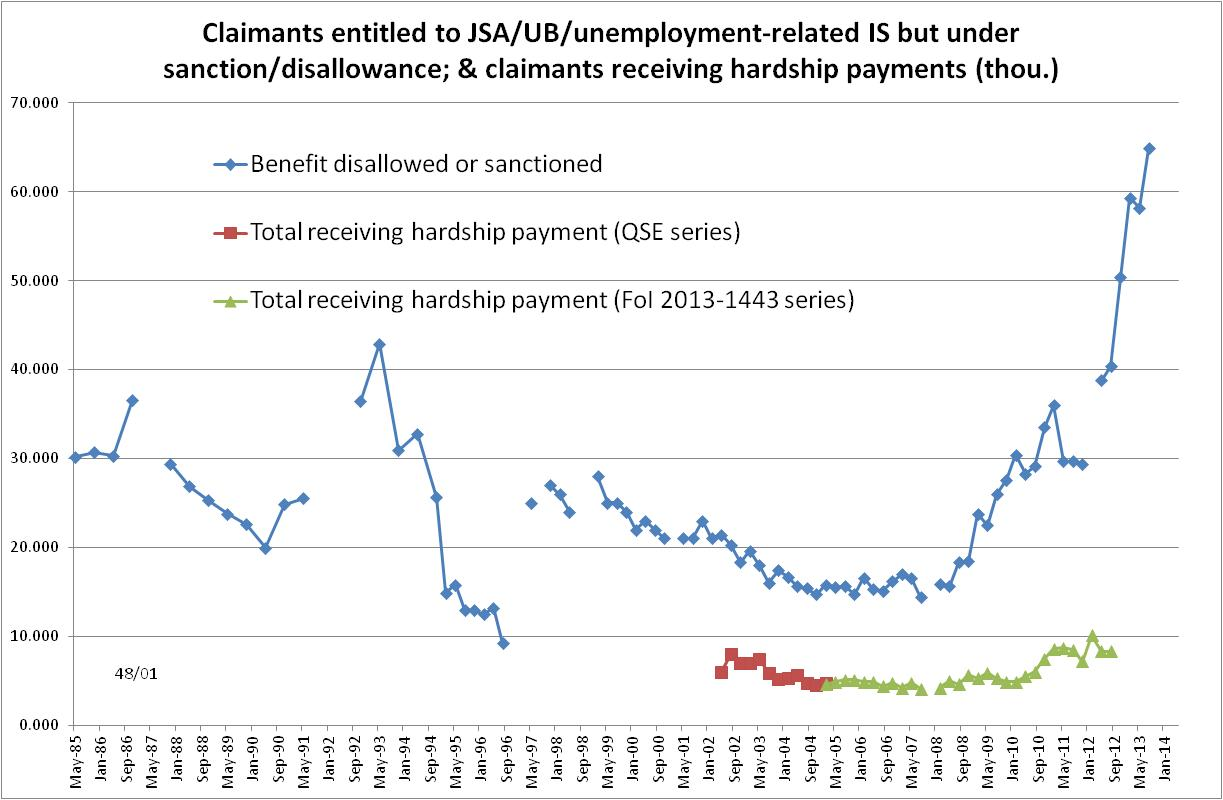 Claimants entitled to JSA/UB/unemployment-related IS but under
sanction/disallowance; & claimants receiving hardship payments (thou.)
70.000
60.000
50.000
40.000
30.000
20.000
10.000
0.000
Benefit disallowed or sanctioned
Total receiving hardship payment (QSE series)
Total receiving hardship payment (FoI 2013-1443 series)
48/01
May-85
Jan-86
Sep-86
May-87
Jan-88
Sep-88
May-89
Jan-90
Sep-90
May-91
Jan-92
Sep-92
May-93
Jan-94
Sep-94
May-95
Jan-96
Sep-96
May-97
Jan-98
Sep-98
May-99
Jan-00
Sep-00
May-01
Jan-02
Sep-02
May-03
Jan-04
Sep-04
May-05
Jan-06
Sep-06
May-07
Jan-08
Sep-08
May-09
Jan-10
Sep-10
May-11
Jan-12
Sep-12
May-13
Jan-14